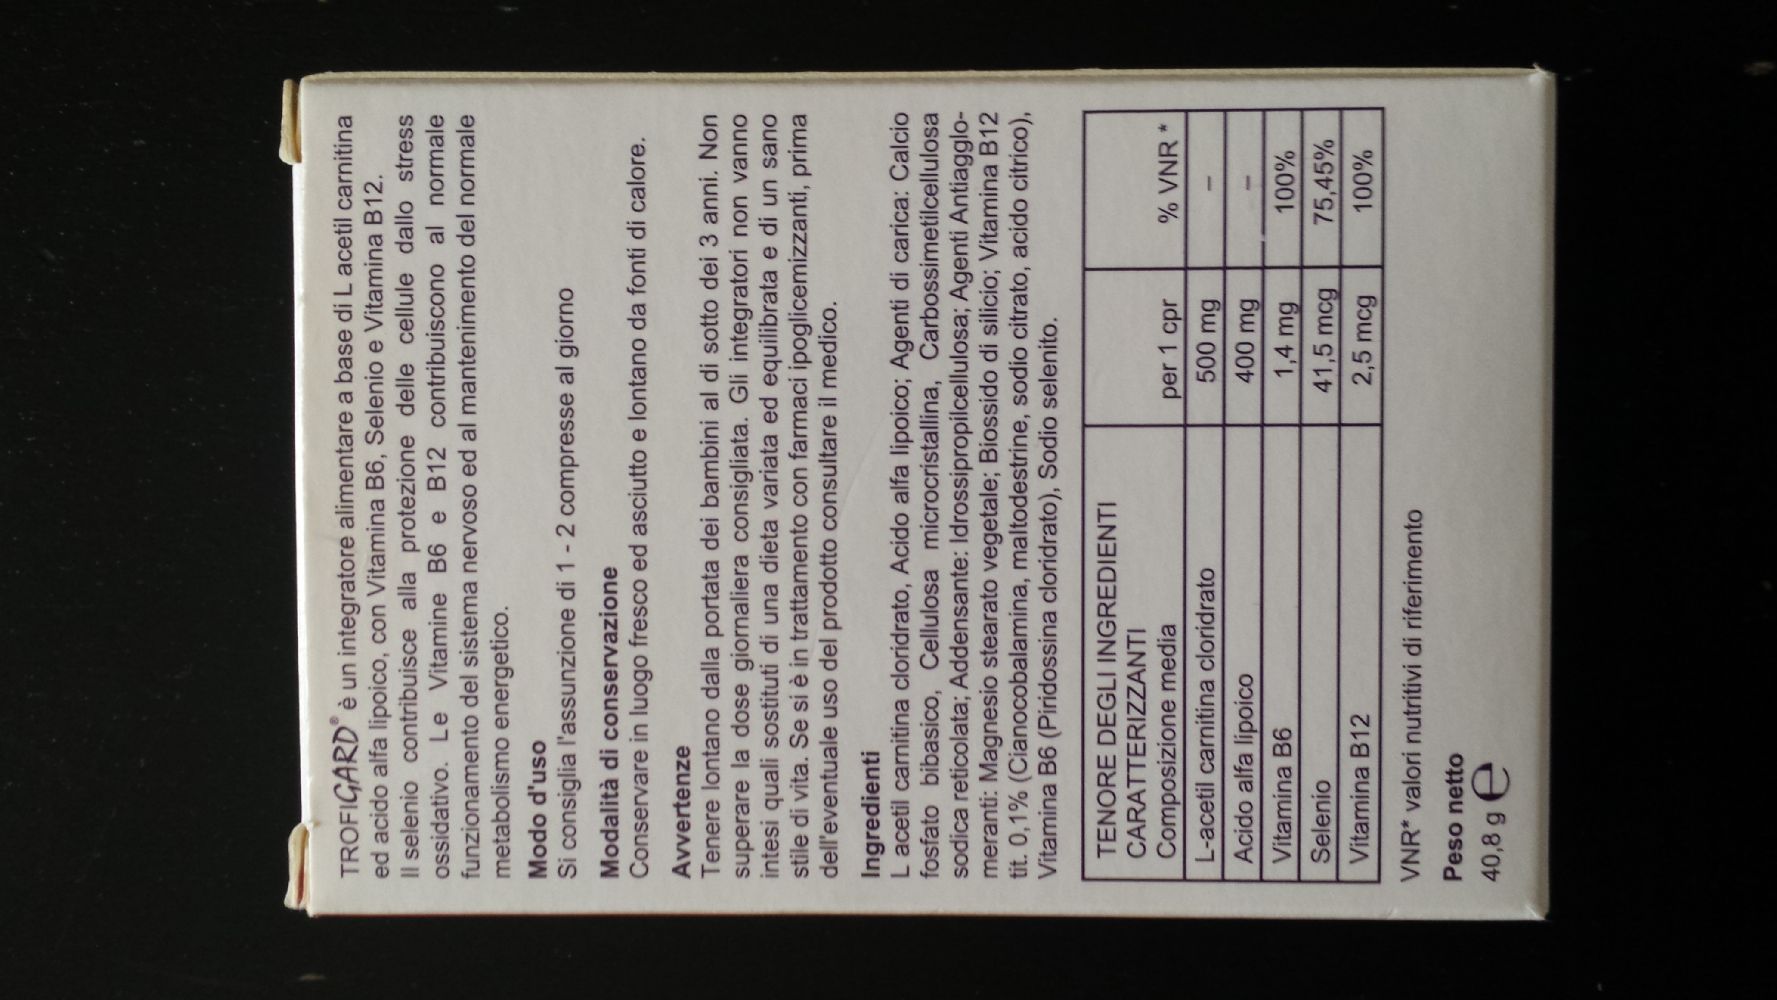 TROFIGARD® è un integratore alimentare a base di L acetil carnitina
ed acido alfa lipoico, con Vitamina B6, Selenio e Vitamina B12.
Il selenio contribuisce alla protezione delle cellule dallo stress
ossidativo. Le Vitamine B6 e B12 contribuiscono al normale
funzionamento del sistema nervoso ed al mantenimento del normale
metabolismo energetico.
Modo d'uso
Si consiglia l'assunzione di 1 - 2 compresse al giorno
Modalità di conservazione
Conservare in luogo fresco ed asciutto e lontano da fonti di calore.
Avvertenze
Tenere lontano dalla portata dei bambini al di sotto dei 3 anni. Non
superare la dose giornaliera consigliata. Gli integratori non vanno
intesi quali sostituti di una dieta variata ed equilibrata e di un sano
stile di vita. Se si è in trattamento con farmaci ipoglicemizzanti, prima
dell'eventuale uso del prodotto consultare il medico.
Ingredienti
L acetil carnitina cloridrato, Acido alfa lipoico; Agenti di carica: Calcio
fosfato bibasico, Cellulosa microcristallina, Carbossimetilcellulosa
sodica reticolata; Addensante: Idrossipropilcellulosa; Agenti Antiagglo-
meranti: Magnesio stearato vegetale; Biossido di silicio; Vitamina B12
tit. 0,1% (Cianocobalamina, maltodestrine, sodio citrato, acido citrico),
Vitamina B6 (Piridossina cloridrato), Sodio selenito.
TENORE DEGLI INGREDIENTI
CARATTERIZZANTI
Composizione media per 1 cpr % VNR*
L-acetil carnitina cloridrato 500 mg –
Acido alfa lipoico 400 mg –
Vitamina B6 1,4 mg 100%
Selenio 41,5 mcg 75,45%
Vitamina B12 2,5 mcg 100%
VNR* valori nutritivi di riferimento
Peso netto
40,8 g ℮